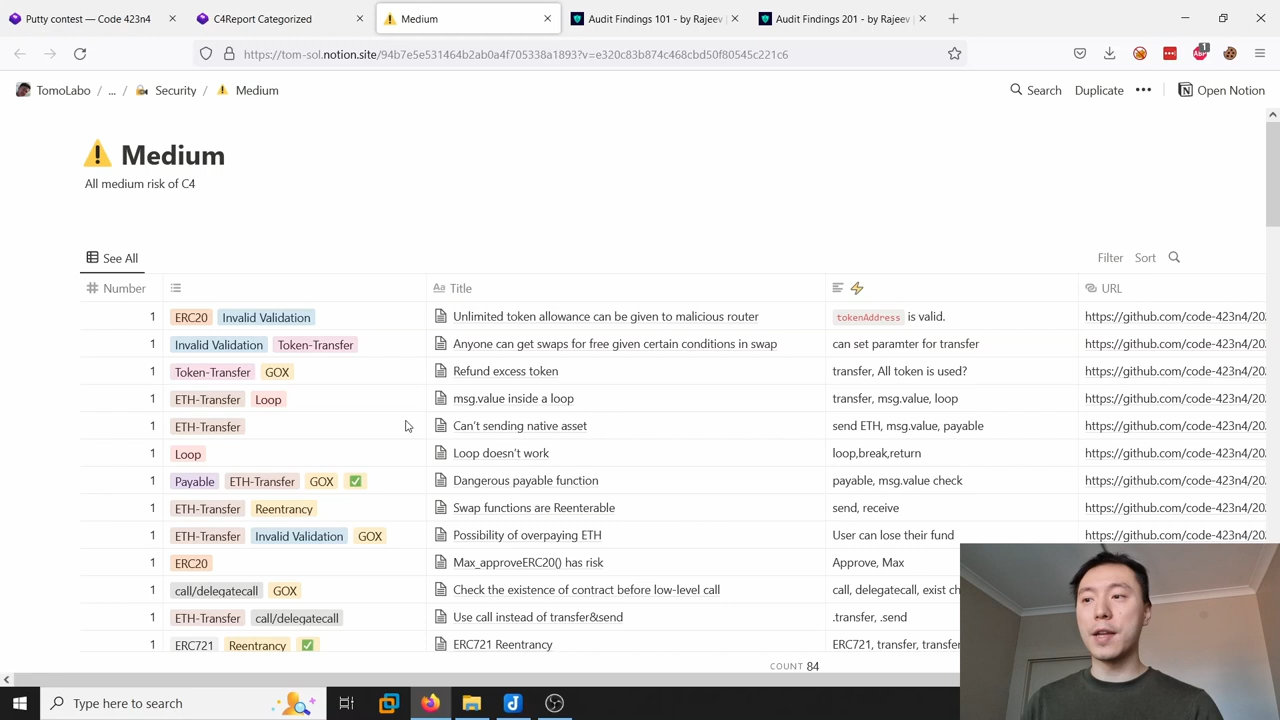 Putty contest — Code 423n4
C4Report Categorized
Medium
Audit Findings 101 - by Rajeev
Audit Findings 201 - by Rajeev
https://tom-sol.notion.site/94b7e5e531464b2ab0a4f705338a1893?v=e320c83b874c468cbd50f80545c221c6
1
ABP
TomoLabo / ... / Security / Medium
Search Duplicate ••• Open Notion
Medium
All medium risk of C4
See All
Filter Sort
Number Aa Title URL
1 ERC20 Invalid Validation Unlimited token allowance can be given to malicious router tokenAddress is valid. https://github.com/code-423n4/20
1 Invalid Validation Token-Transfer Anyone can get swaps for free given certain conditions in swap can set paramter for transfer https://github.com/code-423n4/20
1 Token-Transfer GOX Refund excess token transfer, All token is used? https://github.com/code-423n4/20
1 ETH-Transfer Loop msg.value inside a loop transfer, msg.value, loop https://github.com/code-423n4/20
1 ETH-Transfer Can't sending native asset send ETH, msg.value, payable https://github.com/code-423n4/20
1 Loop Loop doesn't work loop,break,return https://github.com/code-423n4/20
1 Payable ETH-Transfer GOX ✅ Dangerous payable function payable, msg.value check https://github.com/code-423n4/20
1 ETH-Transfer Reentrancy Swap functions are Reenterable send, receive https://github.com/code-423n4/20
1 ETH-Transfer Invalid Validation GOX Possibility of overpaying ETH User can lose their fund https://github.com/code-423n4/20
1 ERC20 Max_approveERC20() has risk Approve, Max
1 call/delegatecall GOX Check the existence of contract before low-level call call, delegatecall, exist ch
1 ETH-Transfer call/delegatecall Use call instead of transfer&send .transfer, .send
1 ERC721 Reentrancy ✅ ERC721 Reentrancy ERC721, transfer, transfer
COUNT 84
Type here to search